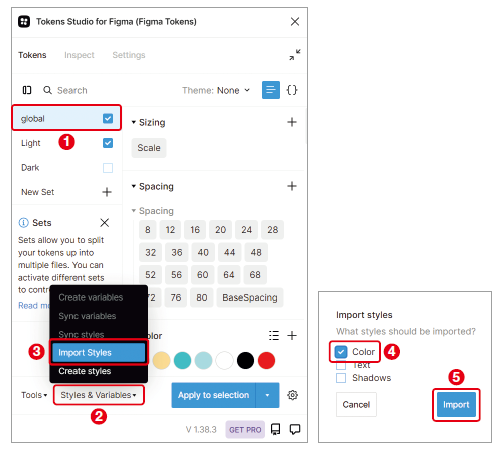 Tokens Studio for Figma (Figma Tokens)
Tokens Inspect Settings
Search Theme: None
global
1
Light
Dark
New Set
Sets
Sets allow you to split
your tokens up into
multiple files. You can
activate different sets
to contro
Read mo
Sizing
Scale
Spacing
Spacing
8 12 16 20 24 28
32 36 40 44 48
52 56 60 64 68
72 76 80 BaseSpacing
Color
Create variables
Sync variables
Sync styles
3 Import Styles
Create styles
Tools Styles & Variables Apply to selection
2
V 1.38.3 GET PRO
Import styles
What styles should be imported?
Color 4
Text
Shadows
5
Cancel Import